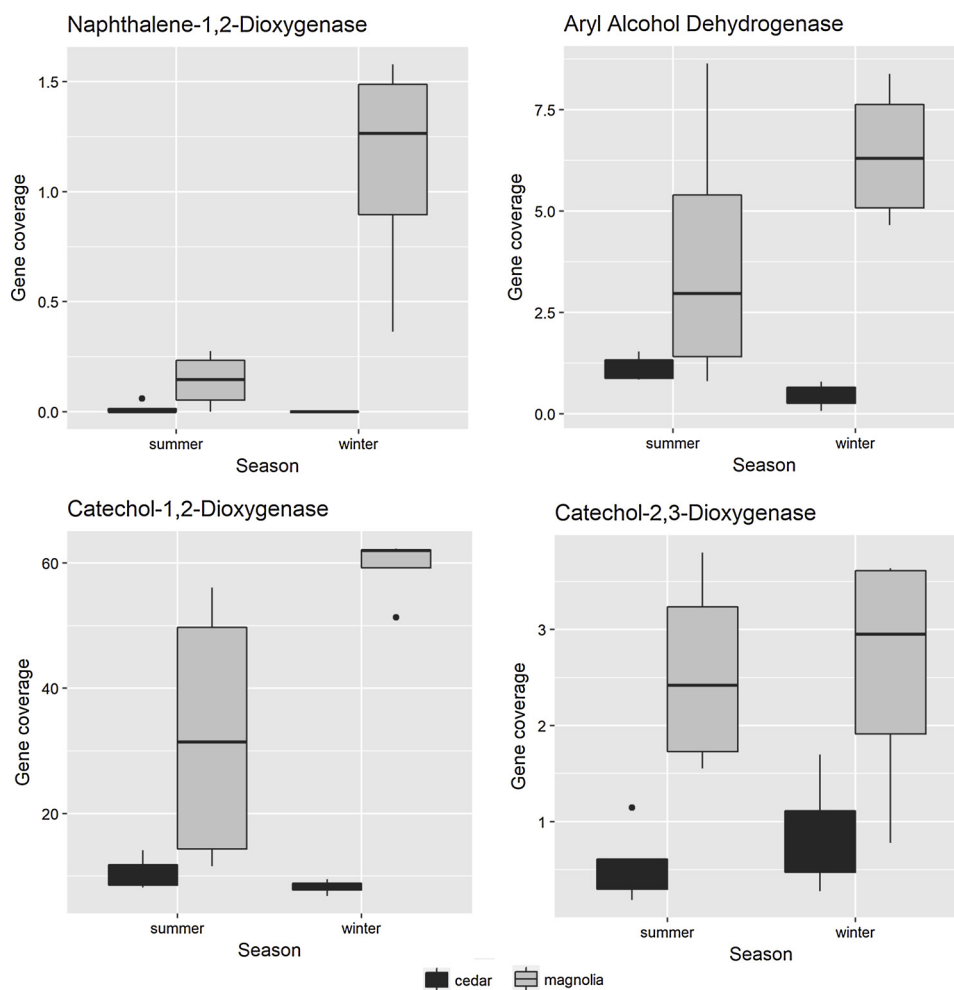 Naphthalene-1,2-Dioxygenase
Gene coverage
1.5
1.0
0.5
0.0
summer winter
Season
Aryl Alcohol Dehydrogenase
Gene coverage
7.5
5.0
2.5
0.0
summer winter
Season
Catechol-1,2-Dioxygenase
Gene coverage
60
40
20
summer winter
Season
Catechol-2,3-Dioxygenase
Gene coverage
3
2
1
summer winter
Season
cedar magnolia